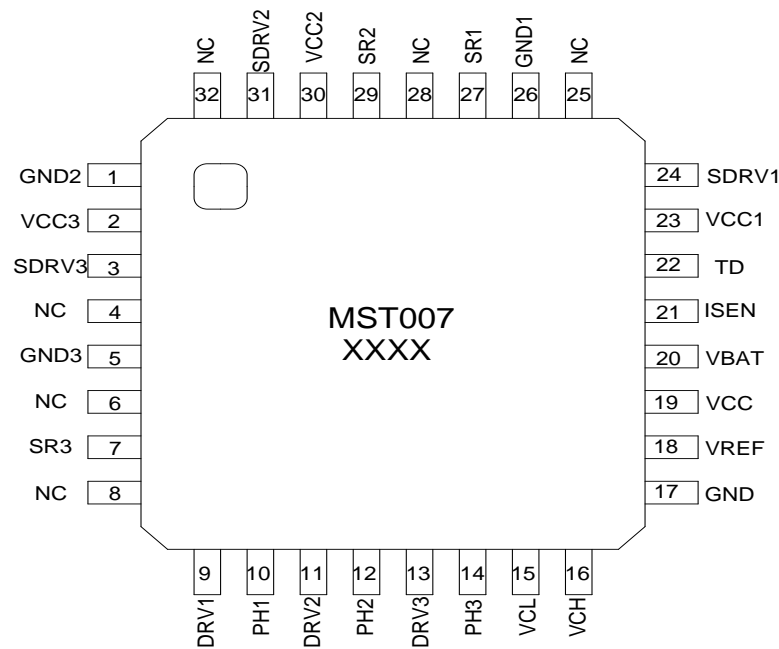 NC
SDRV2
VCC2
SR2
NC
SR1
GND1
NC
32
31
30
29
28
27
26
25
GND2 1
VCC3 2
SDRV3 3
NC 4
GND3 5
NC 6
SR3 7
NC 8
MST007
XXXX
24 SDRV1
23 VCC1
22 TD
21 ISEN
20 VBAT
19 VCC
18 VREF
17 GND
9
10
11
12
13
14
15
16
DRV1
PH1
DRV2
PH2
DRV3
PH3
VCL
VCH